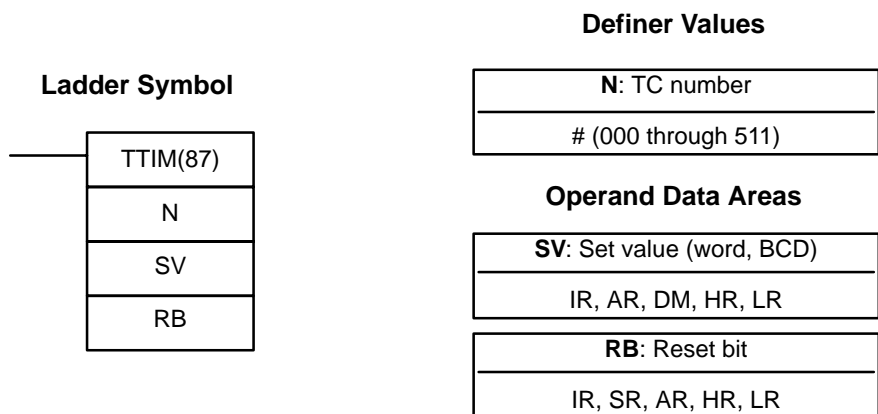 Ladder Symbol
TTIM(87)
N
SV
RB
Definer Values
N: TC number
# (000 through 511)
Operand Data Areas
SV: Set value (word, BCD)
IR, AR, DM, HR, LR
RB: Reset bit
IR, SR, AR, HR, LR